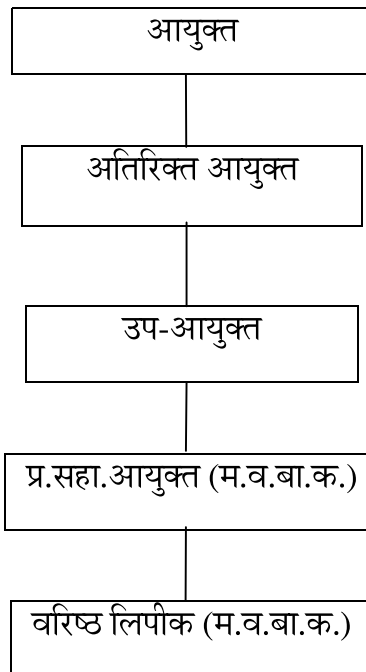 आयुक्त
अतिरिक्त आयुक्त
उप-आयुक्त
प्र.सहा.आयुक्त (म.व.बा.क.)
वरिष्ठ लिपीक (म.व.बा.क.)